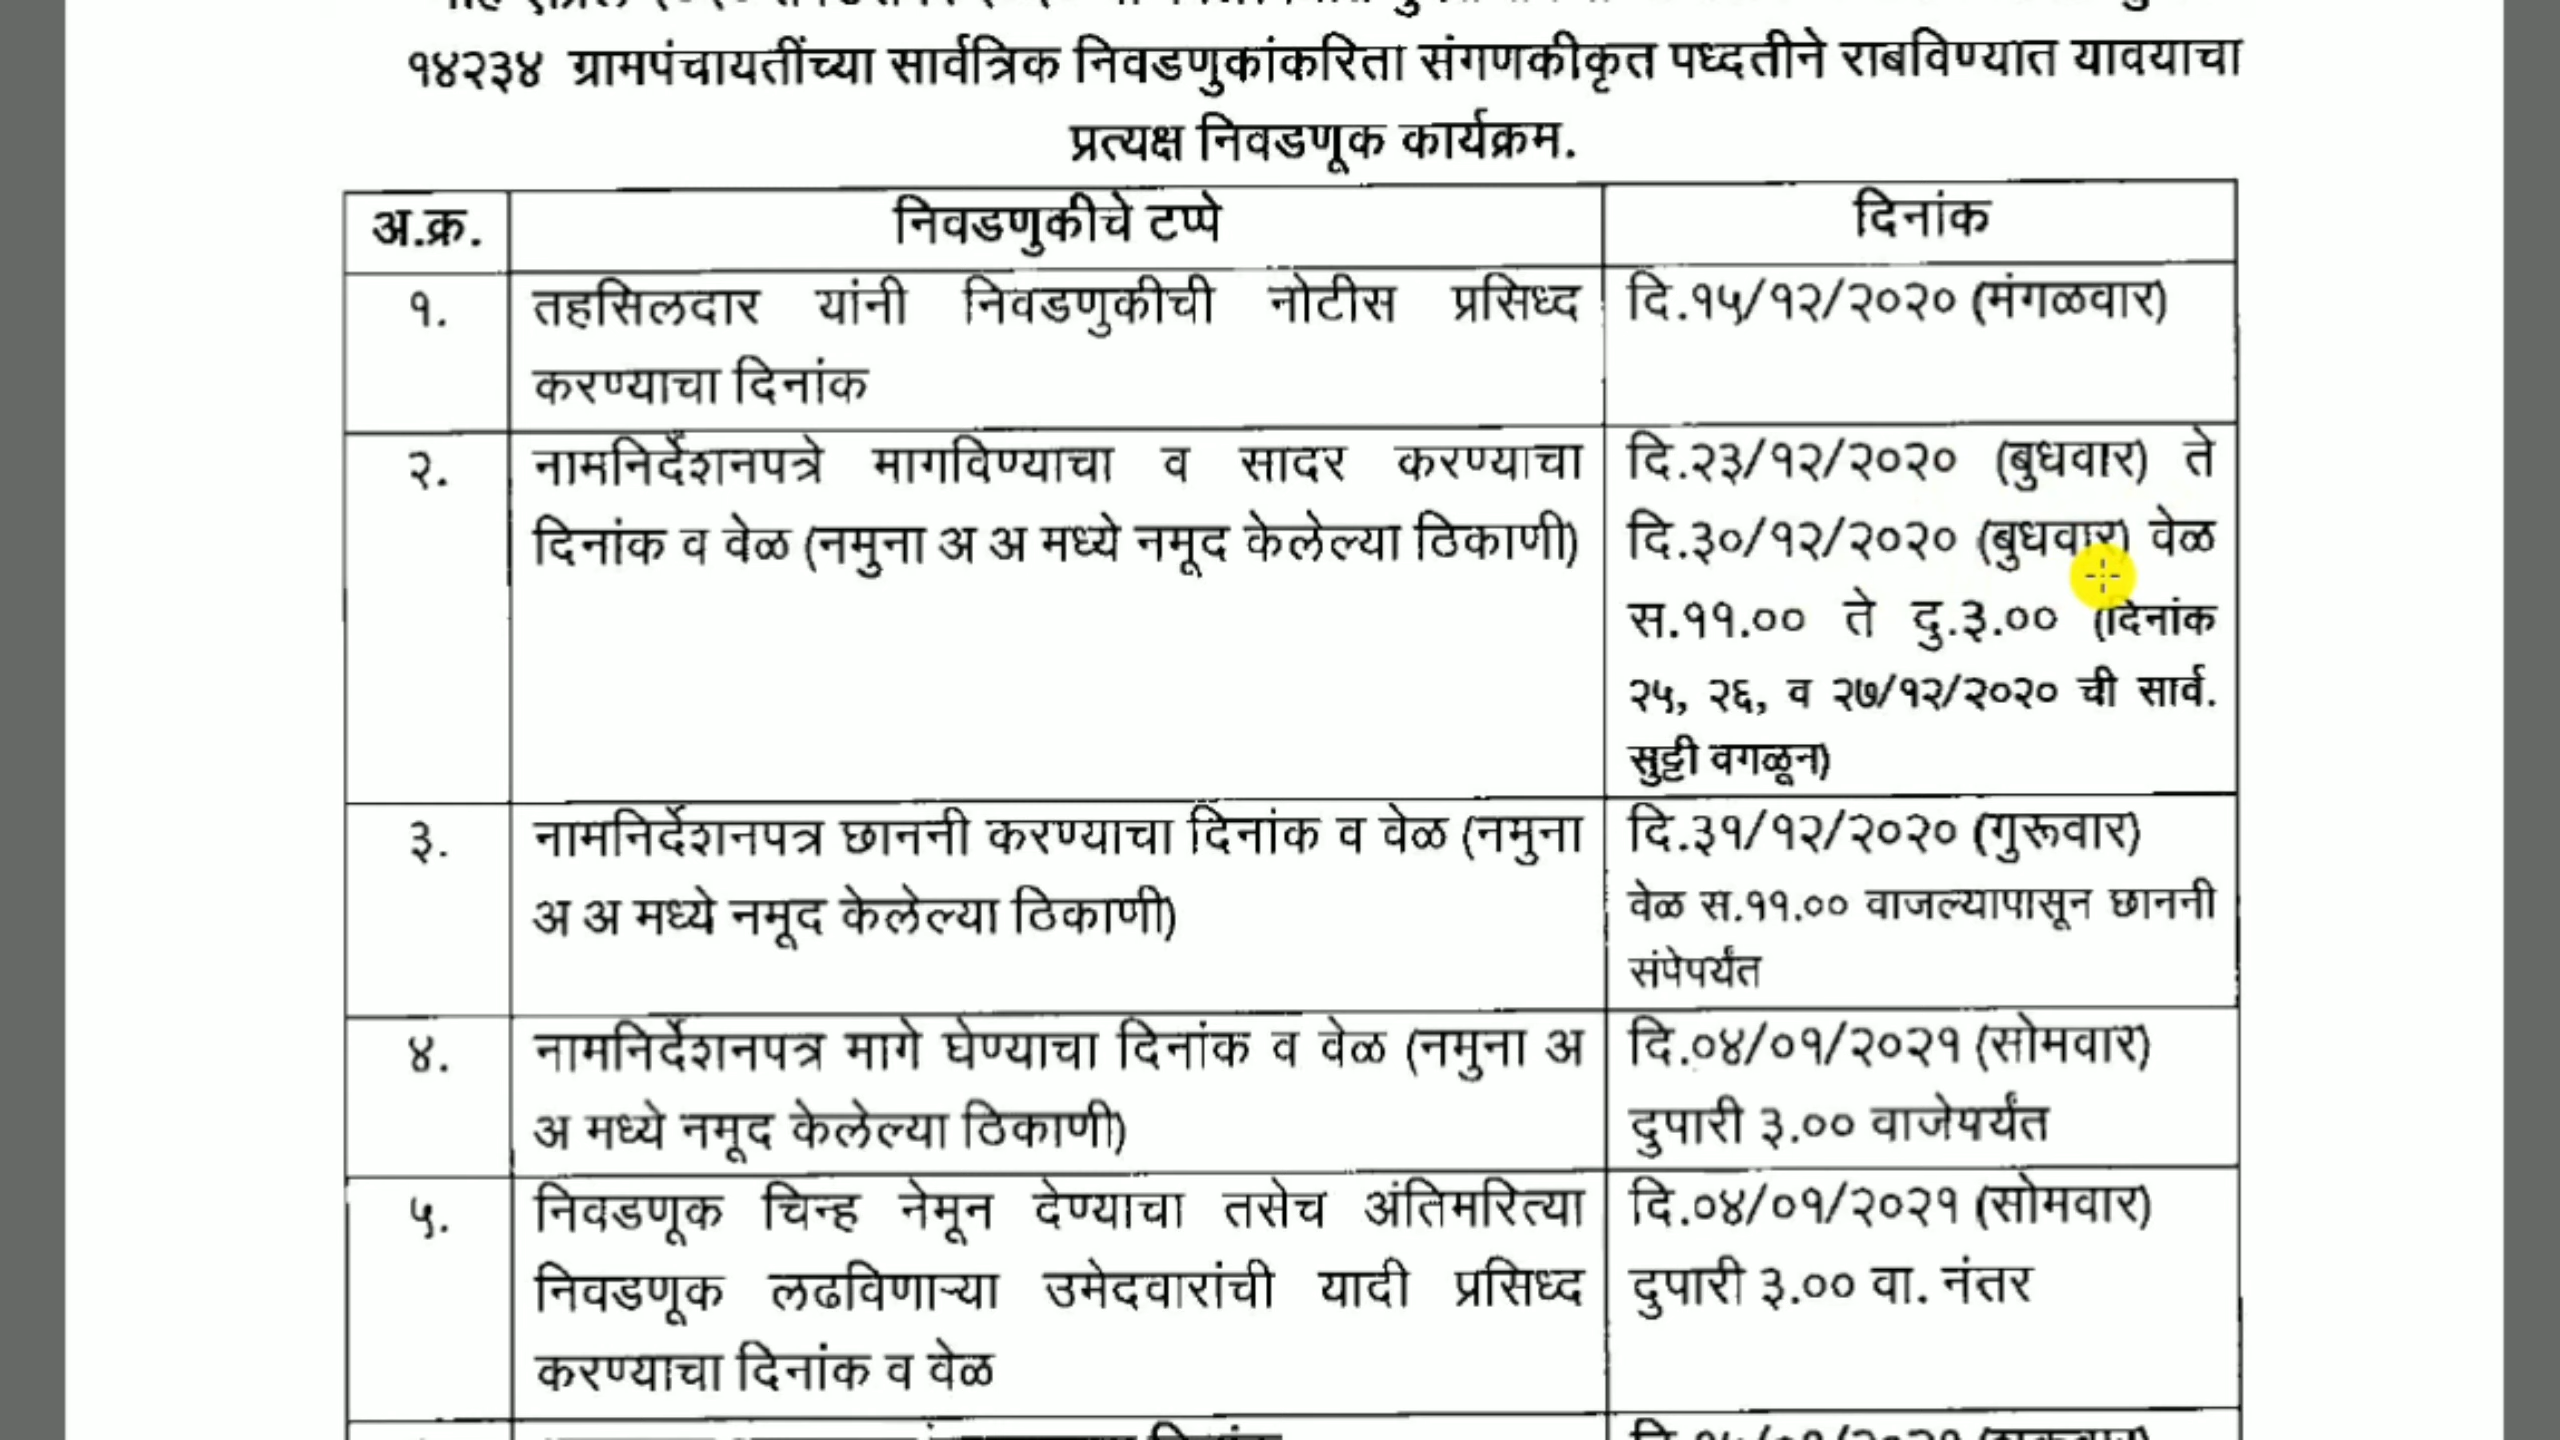 १४२३४ ग्रामपंचायतींच्या सार्वत्रिक निवडणुकांकरिता संगणकीकृत पध्दतीने राबविण्यात यावयाचा
प्रत्यक्ष निवडणूक कार्यक्रम.
अ.क्र. निवडणुकीचे टप्पे दिनांक
१. तहसिलदार यांनी निवडणुकीची नोटीस प्रसिध्द
करण्याचा दिनांक
दि.१५/१२/२०२० (मंगळवार)
२. नामनिर्देशनपत्रे मागविण्याचा व सादर करण्याचा
दिनांक व वेळ (नमुना अ अ मध्ये नमूद केलेल्या ठिकाणी)
दि.२३/१२/२०२० (बुधवार) ते
दि.३०/१२/२०२० (बुधवार) वेळ
स.११.०० ते दु.३.०० (दिनांक
२५, २६, व २७/१२/२०२० ची सार्व.
सुट्टी वगळून)
३. नामनिर्देशनपत्र छाननी करण्याचा दिनांक व वेळ (नमुना
अ अ मध्ये नमूद केलेल्या ठिकाणी)
दि.३१/१२/२०२० (गुरूवार)
वेळ स.११.०० वाजल्यापासून छाननी
संपेपर्यंत
४. नामनिर्देशनपत्र मागे घेण्याचा दिनांक व वेळ (नमुना अ
अ मध्ये नमूद केलेल्या ठिकाणी)
दि.०४/०१/२०२१ (सोमवार)
दुपारी ३.०० वाजेपर्यंत
५. निवडणूक चिन्ह नेमून देण्याचा तसेच अंतिमरित्या
निवडणूक लढविणाऱ्या उमेदवारांची यादी प्रसिध्द
करण्याचा दिनांक व वेळ
दि.०४/०१/२०२१ (सोमवार)
दुपारी ३.०० वा. नंतर